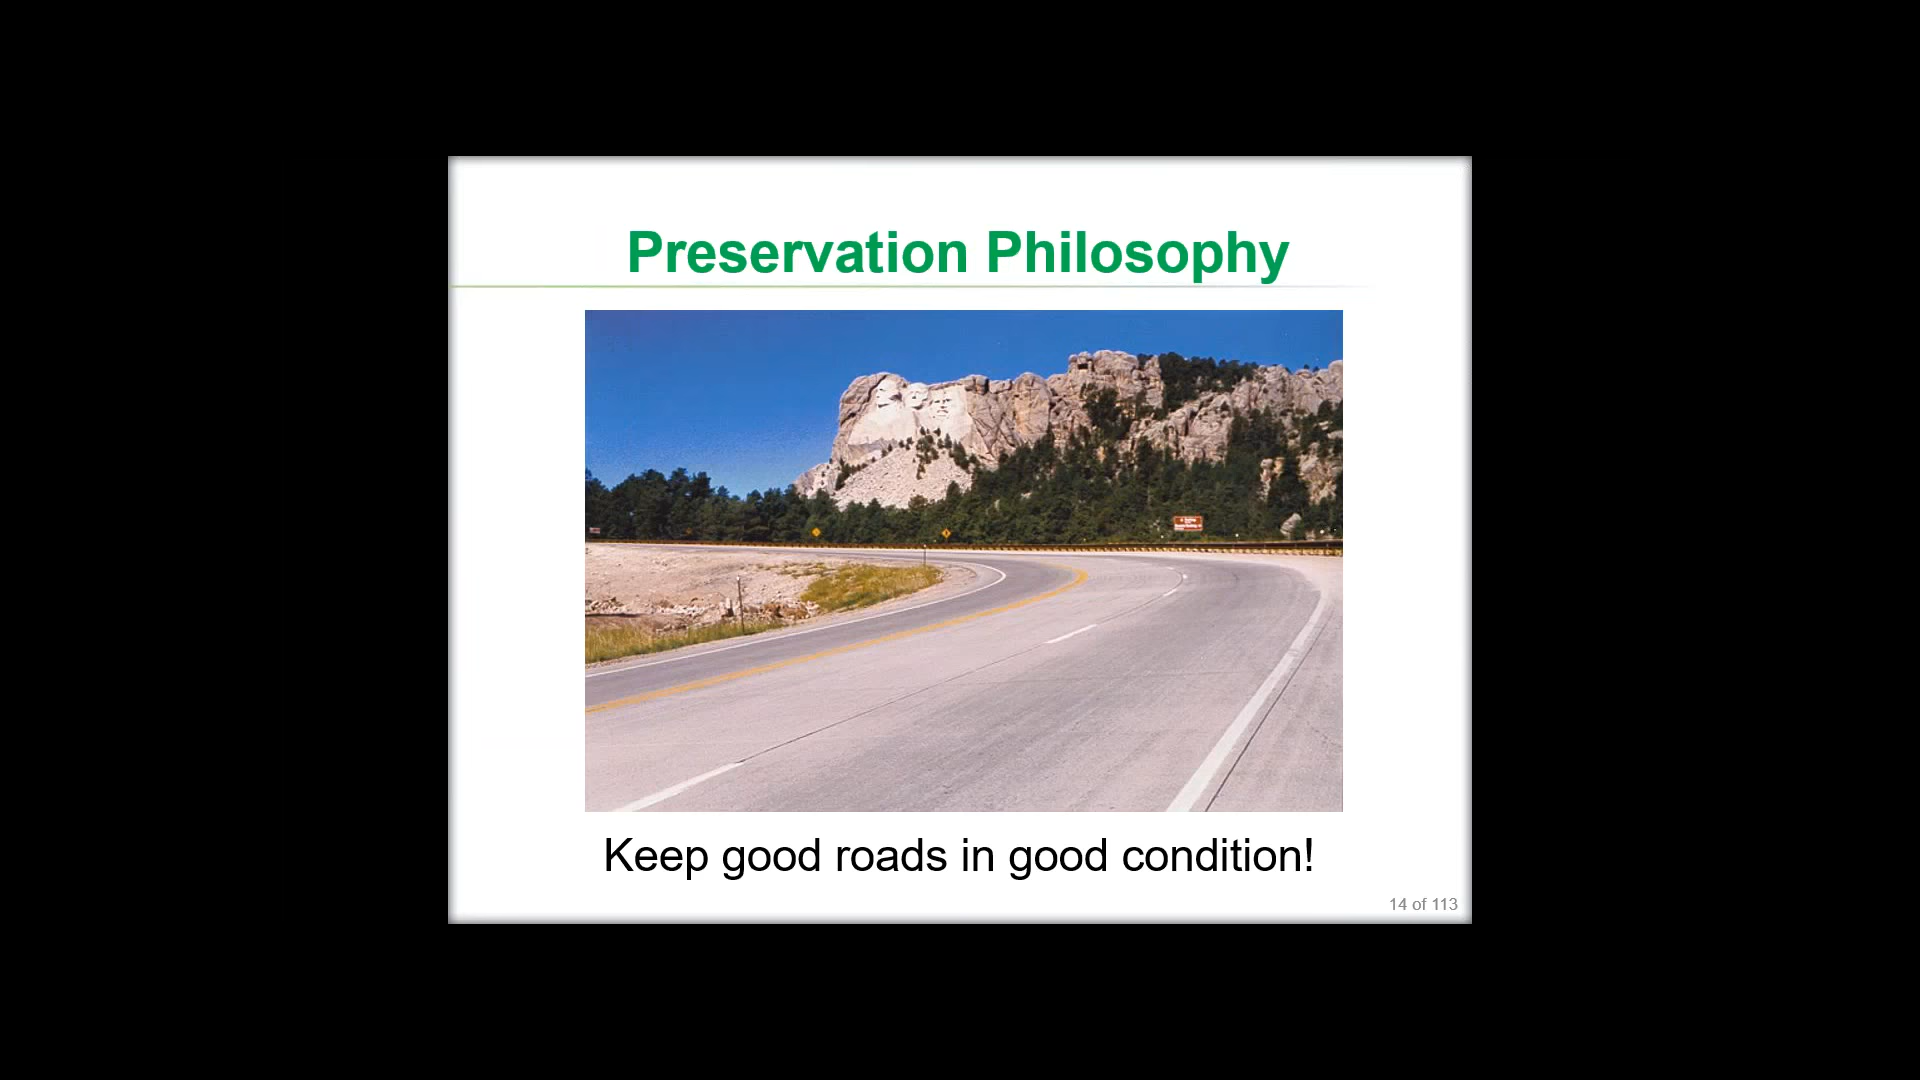 Preservation Philosophy
Keep good roads in good condition!
14 of 113